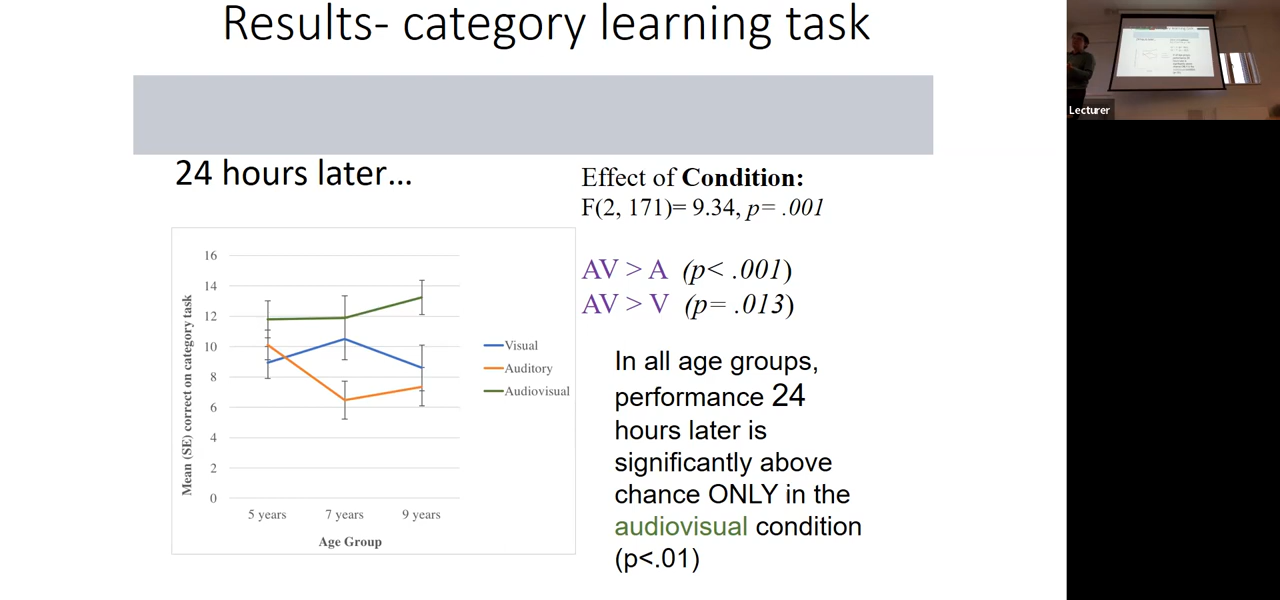 Results- category learning task
24 hours later...
Effect of Condition:
F(2, 171)= 9.34, p= .001
AV > A (p< .001)
AV > V (p= .013)
In all age groups,
performance 24
hours later is
significantly above
chance ONLY in the
audiovisual condition
(p<.01)
Mean (SE) correct on category task
16
14
12
10
8
6
4
2
0
5 years 7 years 9 years
Age Group
Visual
Auditory
Audiovisual
Lecturer